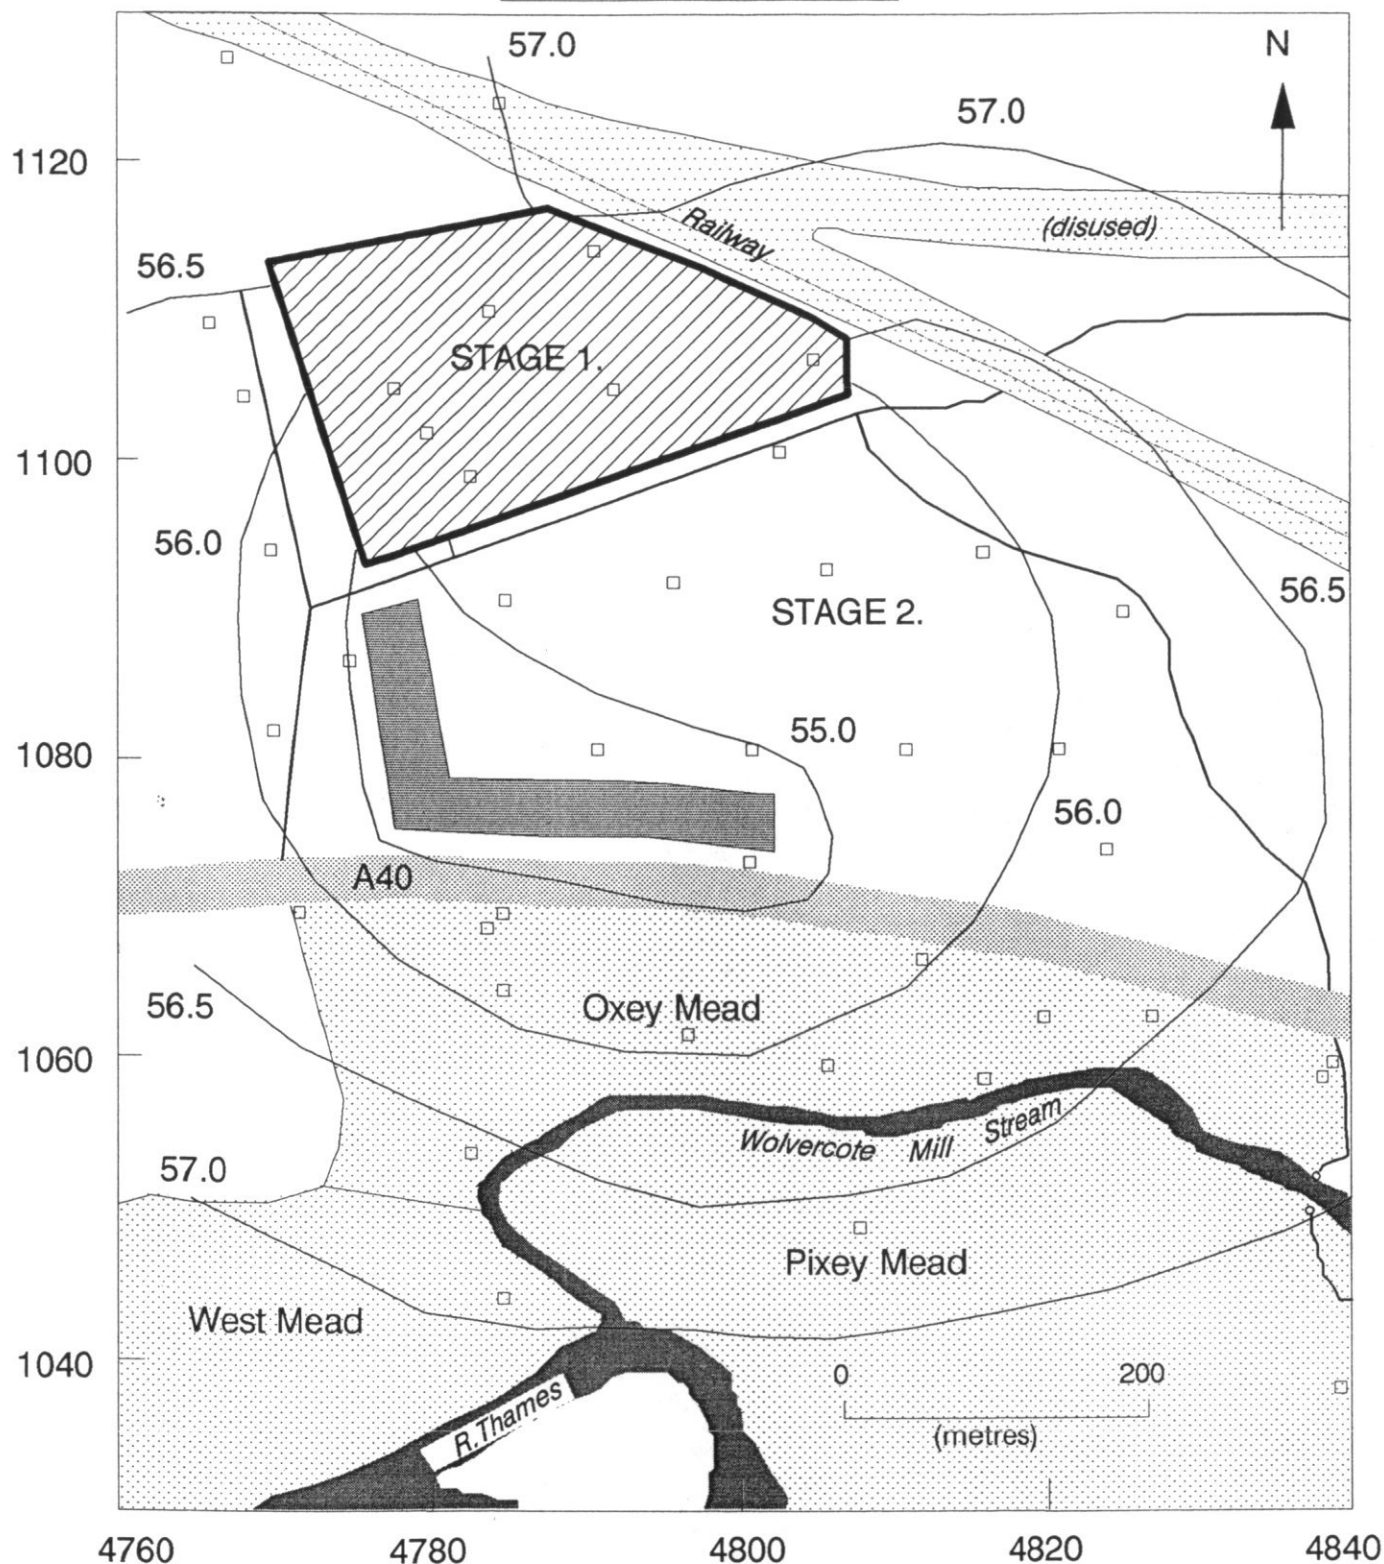 57.0
N
57.0
1120
Railway
(disused)
56.5
STAGE 1.
1100
56.0
56.5
STAGE 2.
55.0
1080
56.0
A40
56.5
Oxey Mead
1060
Wolvercote Mill Stream
57.0
Pixey Mead
West Mead
1040
0 200
R.Thames
(metres)
4760 4780 4800 4820 4840